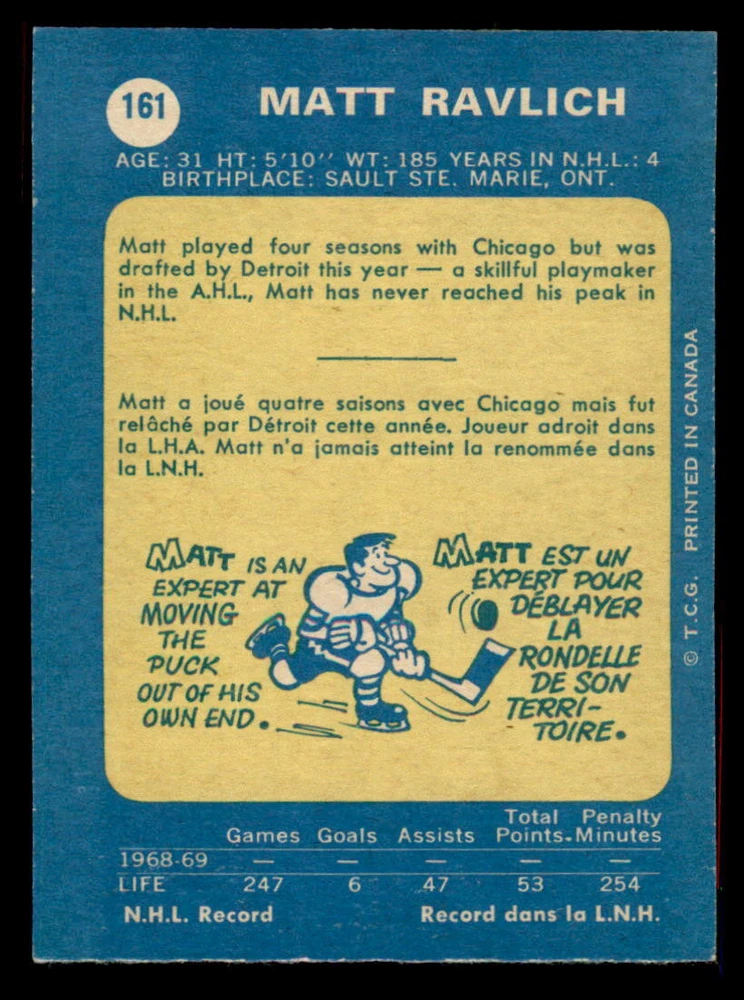 161
MATT RAVLICH
AGE: 31 HT: 5'10'' WT: 185 YEARS IN N.H.L.: 4
BIRTHPLACE: SAULT STE. MARIE, ONT.
Matt played four seasons with Chicago but was
drafted by Detroit this year — a skillful playmaker
in the A.H.L., Matt has never reached his peak in
N.H.L.
Matt a joué quatre saisons avec Chicago mais fut
relâché par Détroit cette année. Joueur adroit dans
la L.H.A. Matt n'a jamais atteint la renommée dans
la L.N.H.
MATT IS AN
EXPERT AT
MOVING
THE
PUCK
OUT OF HIS
OWN END.
MATT EST UN
EXPERT POUR
DÉBLAYER
LA
RONDELLE
DE SON
TERRI-
TOIRE.
© T.C.G. PRINTED IN CANADA
Games Goals Assists Total Points. Penalty Minutes
1968-69 — — — — —
LIFE 247 6 47 53 254
N.H.L. Record Record dans la L.N.H.